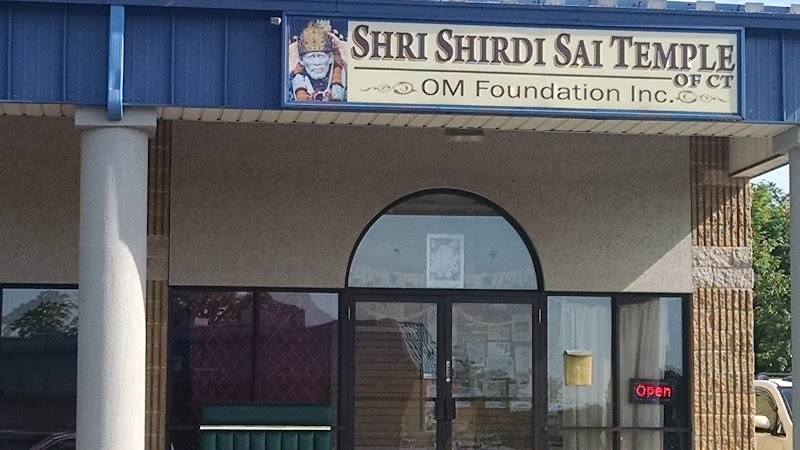 SHRI SHIRDI SAI TEMPLE
OF CT
OM Foundation Inc.
Open